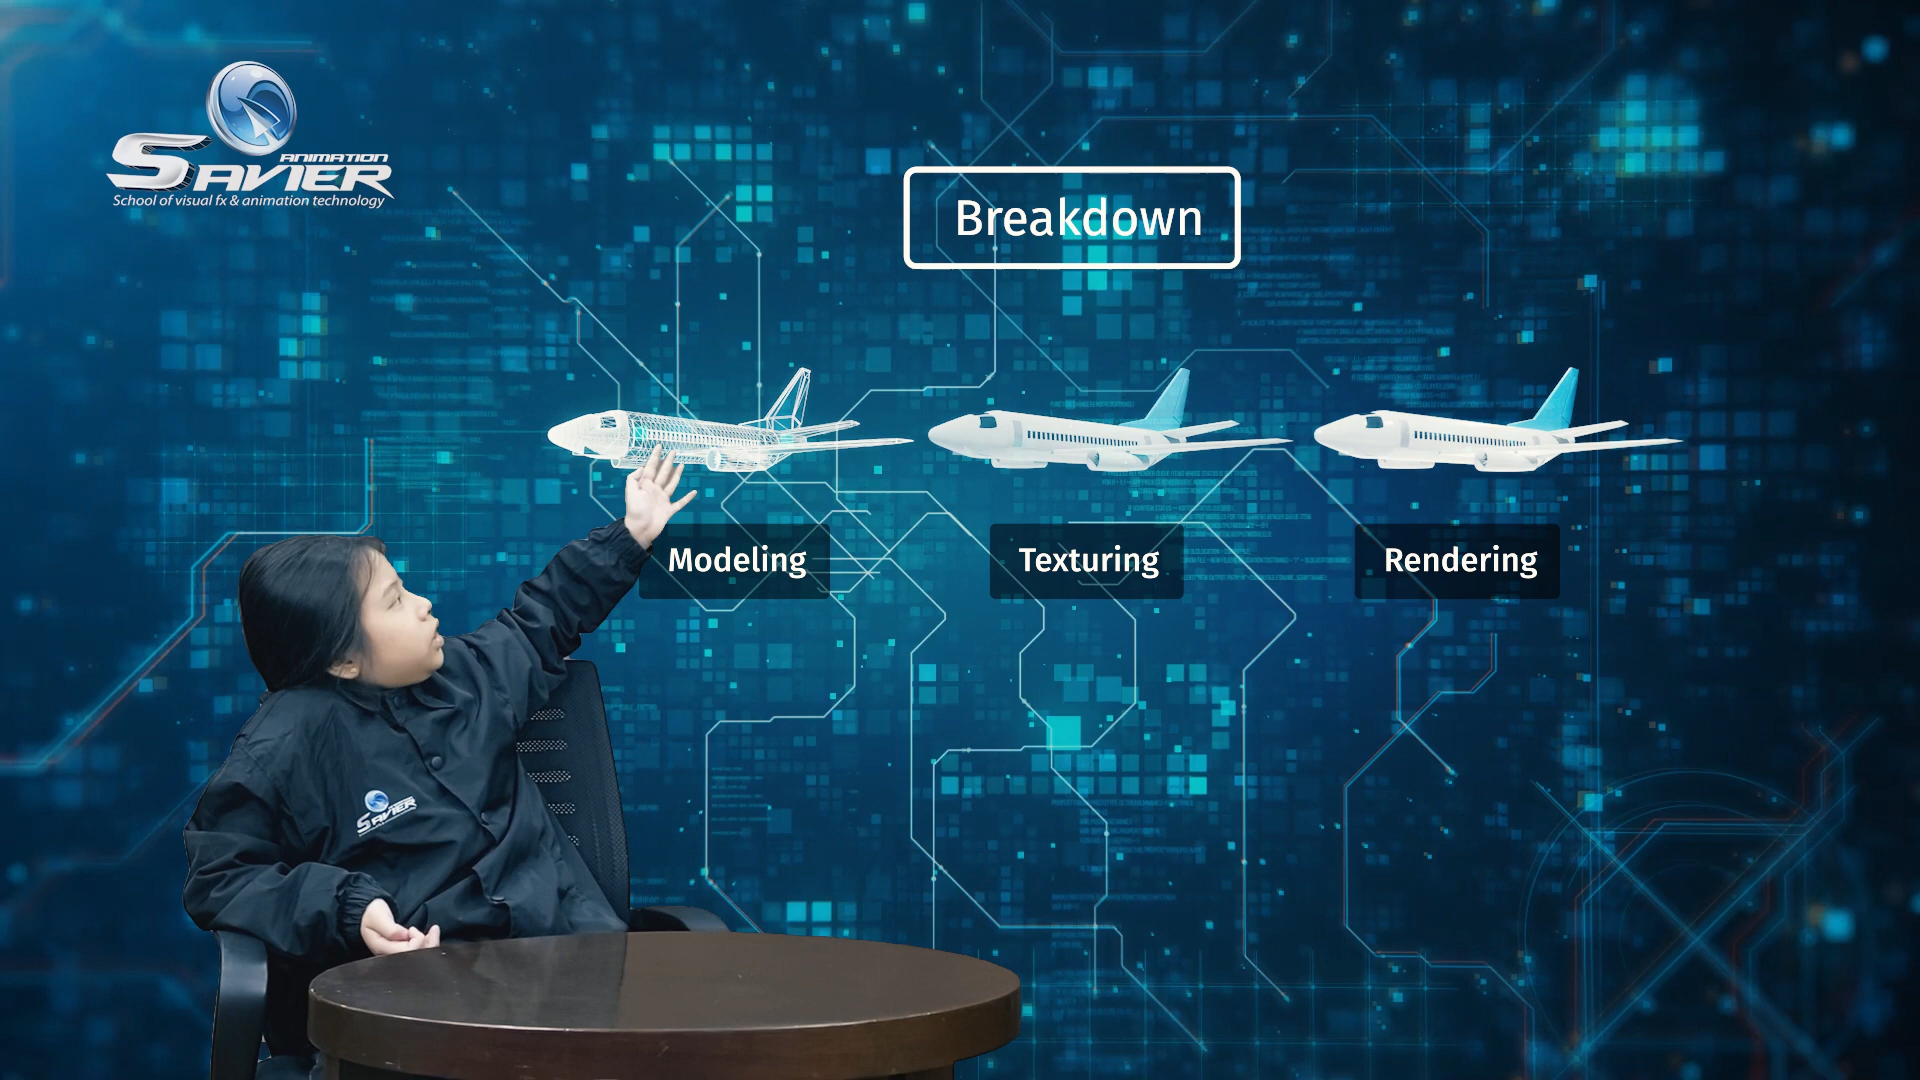 ANIMATION
SAVIER
School of visual fx & animation technology
Breakdown
Modeling
Texturing
Rendering
SAVIER